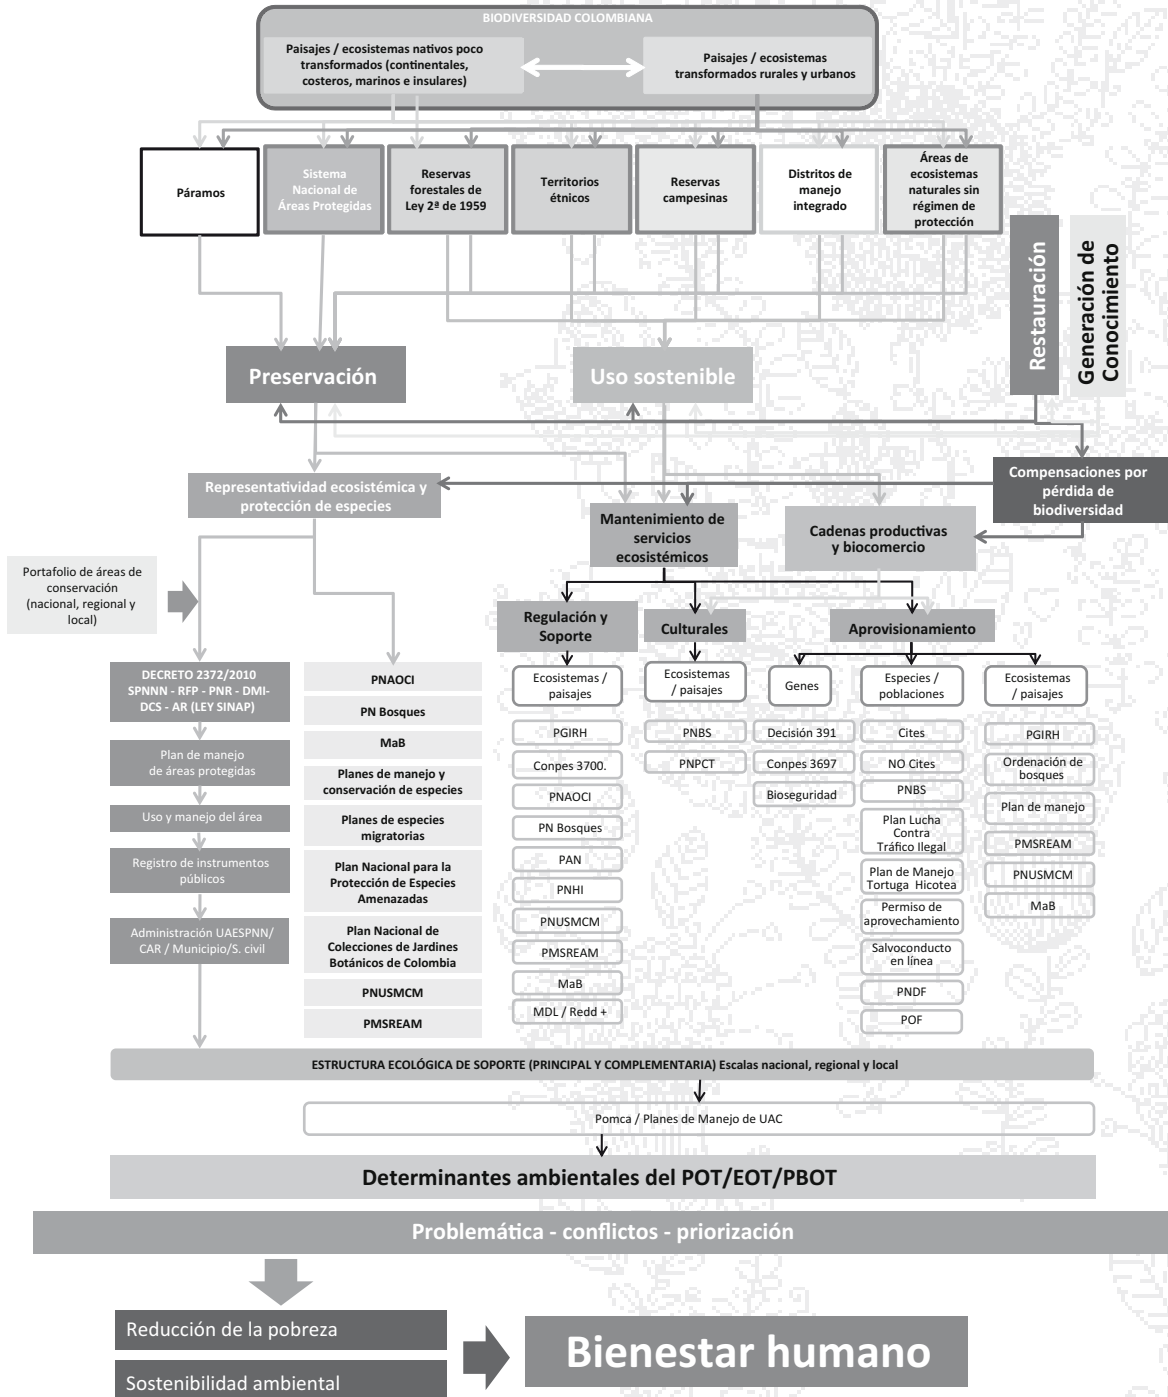 BIODIVERSIDAD COLOMBIANA
Paisajes / ecosistemas nativos poco
transformados (continentales,
costeros, marinos e insulares)
Paisajes / ecosistemas
transformados rurales y urbanos
Páramos
Sistema
Nacional de
Áreas Protegidas
Reservas
forestales de
Ley 2ª de 1959
Territorios
étnicos
Reservas
campesinas
Distritos de
manejo
integrado
Áreas de
ecosistemas
naturales sin
régimen de
protección
Restauración
Generación de
Conocimiento
Preservación
Uso sostenible
Representatividad ecosistémica y
protección de especies
Mantenimiento de
servicios
ecosistémicos
Cadenas productivas
y biocomercio
Compensaciones por
pérdida de
biodiversidad
Portafolio de áreas de
conservación
(nacional, regional y
local)
Regulación y
Soporte
Culturales
Aprovisionamiento
DECRETO 2372/2010
SPNNN - RFP - PNR - DMI-
DCS - AR (LEY SINAP)
Plan de manejo
de áreas protegidas
Uso y manejo del área
Registro de instrumentos
públicos
Administración UAESPNN/
CAR / Municipio/S. civil
PNAOCI
PN Bosques
MaB
Planes de manejo y
conservación de especies
Planes de especies
migratorias
Plan Nacional para la
Protección de Especies
Amenazadas
Plan Nacional de
Colecciones de Jardines
Botánicos de Colombia
PNUSMCM
PMSREAM
Ecosistemas /
paisajes
PGIRH
Conpes 3700.
PNAOCI
PN Bosques
PAN
PNHI
PNUSMCM
PMSREAM
MaB
MDL / Redd +
Ecosistemas
/ paisajes
PNBS
PNPCT
Genes
Decisión 391
Conpes 3697
Bioseguridad
Especies /
poblaciones
Cites
NO Cites
PNBS
Plan Lucha
Contra
Tráfico Ilegal
Plan de Manejo
Tortuga Hicotea
Permiso de
aprovechamiento
Salvoconducto
en línea
PNDF
POF
Ecosistemas
/ paisajes
PGIRH
Ordenación de
bosques
Plan de manejo
PMSREAM
PNUSMCM
MaB
ESTRUCTURA ECOLÓGICA DE SOPORTE (PRINCIPAL Y COMPLEMENTARIA) Escalas nacional, regional y local
Pomca / Planes de Manejo de UAC
Determinantes ambientales del POT/EOT/PBOT
Problemática - conflictos - priorización
Reducción de la pobreza
Sostenibilidad ambiental
Bienestar humano